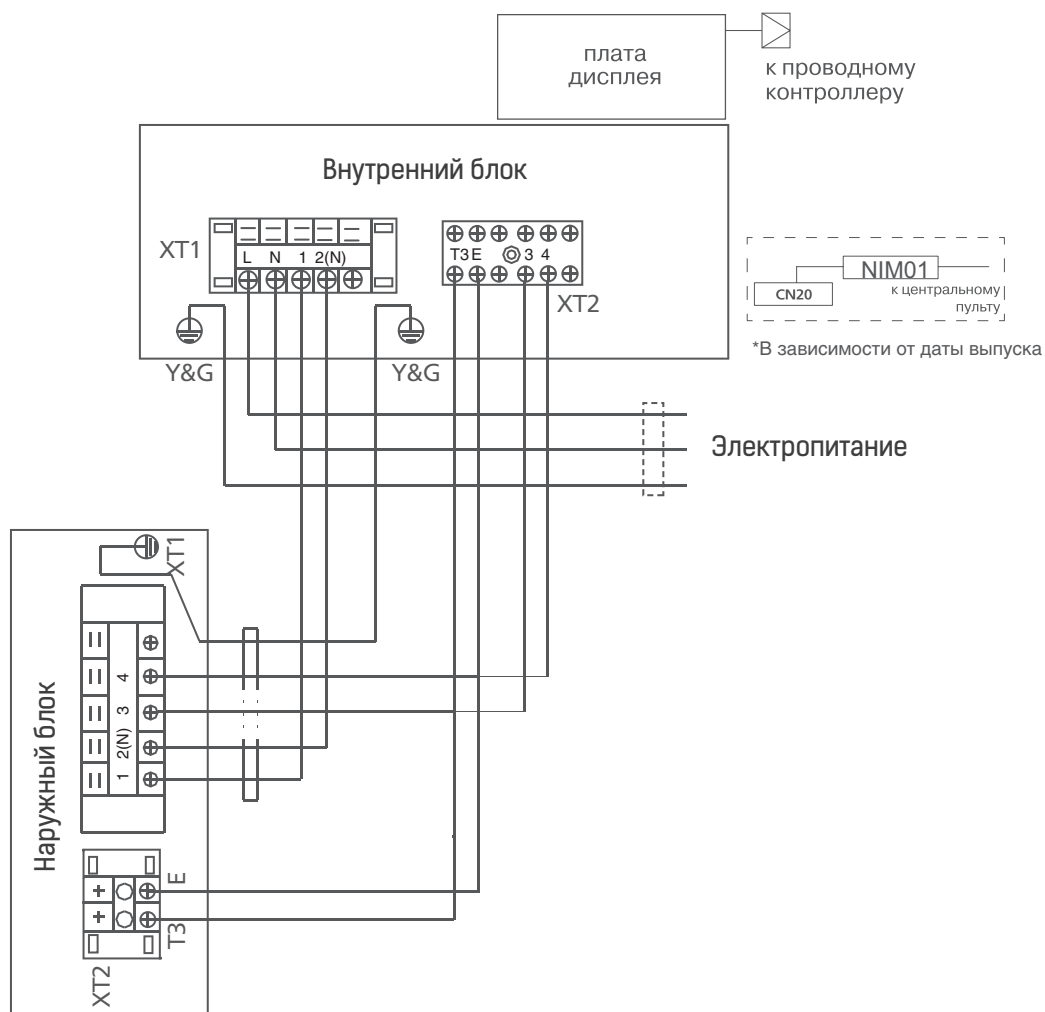 плата
дисплея
к проводному
контроллеру
Внутренний блок
XT1
L N 1 2(N)
T3 E 3 4
XT2
NIM01
CN20
к центральному
пульту
*В зависимости от даты выпуска
Y&G
Y&G
Электропитание
Наружный блок
XT1
4
3
2(N)
1
E
T3
XT2